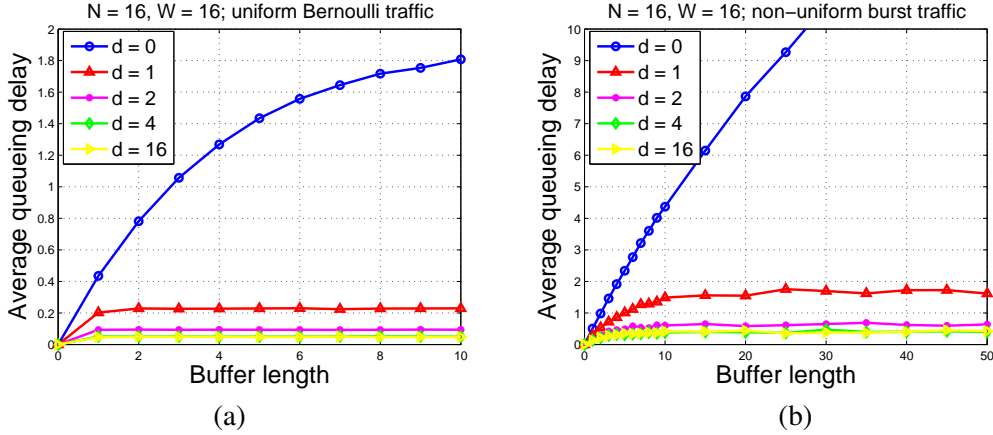 N = 16, W = 16; uniform Bernoulli traffic
Average queueing delay
2
1.8
1.6
1.4
1.2
1
0.8
0.6
0.4
0.2
0
d = 0
d = 1
d = 2
d = 4
d = 16
0 2 4 6 8 10
Buffer length
(a)
N = 16, W = 16; non-uniform burst traffic
Average queueing delay
10
9
8
7
6
5
4
3
2
1
0
d = 0
d = 1
d = 2
d = 4
d = 16
0 10 20 30 40 50
Buffer length
(b)